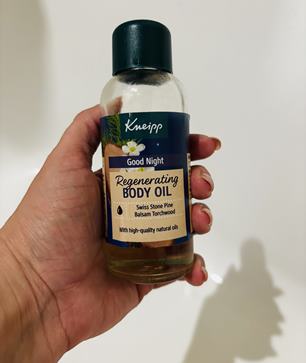 Kneipp
Good Night
Regenerating
BODY OIL
Swiss Stone Pine
Balsam Torchwood
With high-quality natural oils